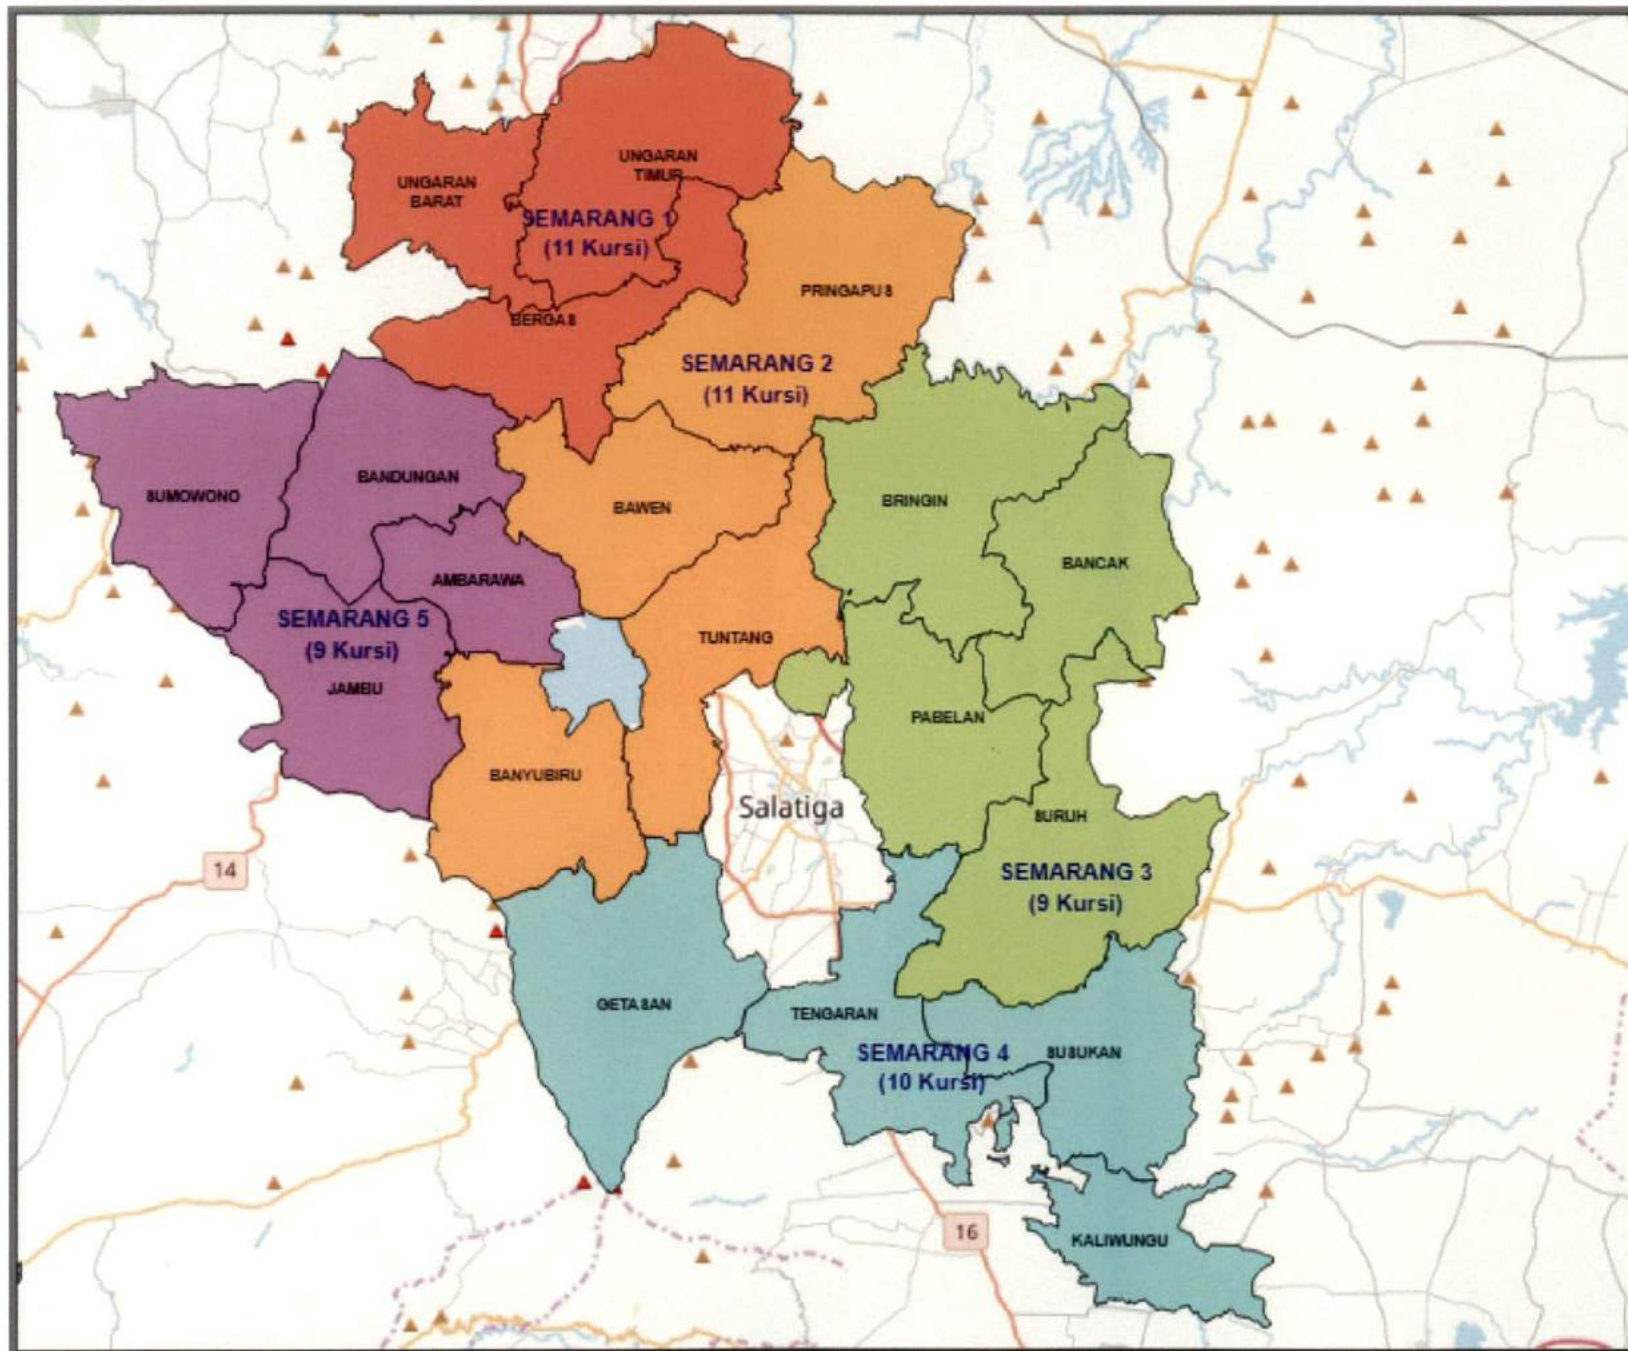 UNGARAN
TIMUR
UNGARAN
BARAT
SEMARANG 1
(11 Kursi)
PRINGAPUS
BERGAS
SEMARANG 2
(11 Kursi)
BANDUNGAN
SUMOWONO
BAWEN
BRINGIN
BANCAK
AMBARAWA
SEMARANG 5
(9 Kursi)
TUNTANG
JAMBU
PABELAN
BANYUBIRU
Salatiga
SURUH
14
SEMARANG 3
(9 Kursi)
GETASAN
TENGARAN
SEMARANG 4
(10 Kursi)
SUSUKAN
16
KALIWUNGU